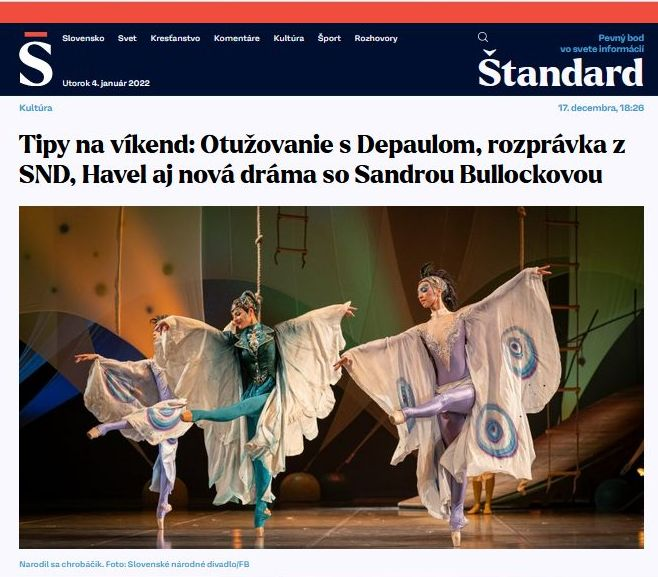 Slovensko Svet Kresťanstvo Komentáre Kultúra Šport Rozhovory
Pevný bod
vo svete informácií
Š
Utorok 4. január 2022
Štandard
Kultúra
17. decembra, 18:26
Tipy na víkend: Otužovanie s Depaulom, rozprávka z
SND, Havel aj nová dráma so Sandrou Bullockovou
Narodil sa chrobáčik. Foto: Slovenské národné divadlo/FB